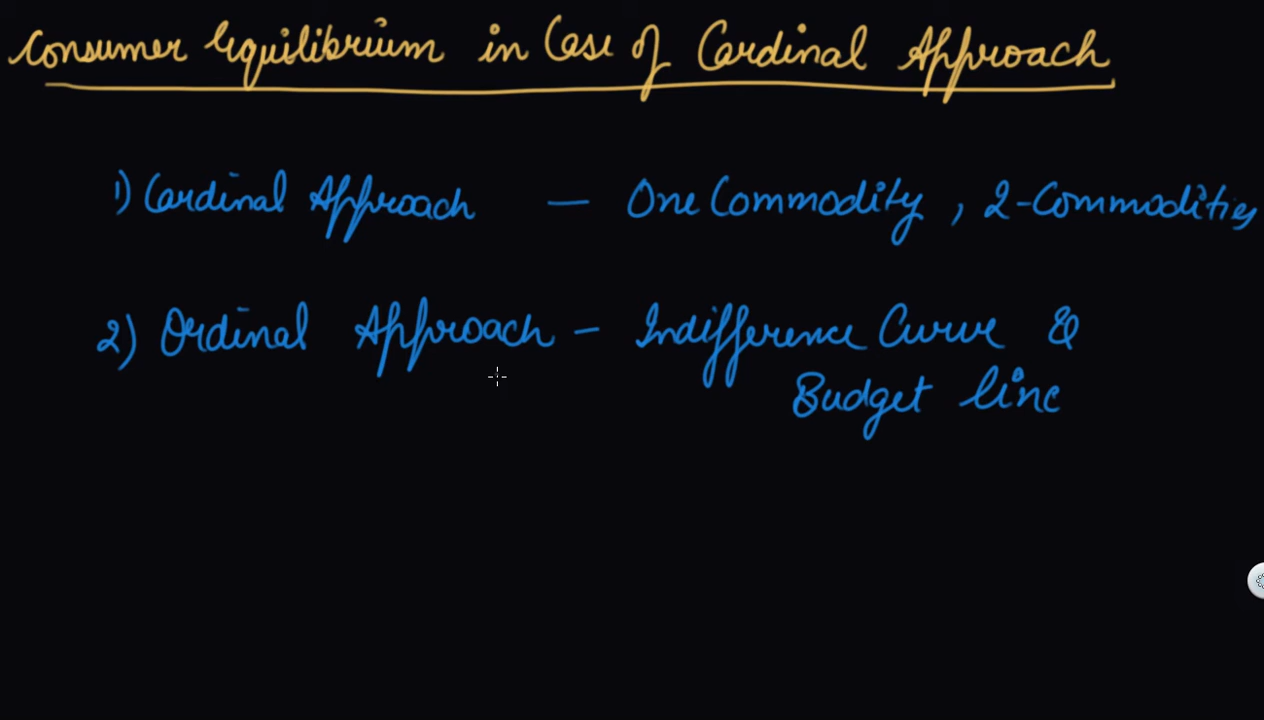 Consumer Equilibrium in Case of Cardinal Approach
1) Cardinal Approach — One Commodity, 2-Commodities
2) Ordinal Approach - Indifference Curve &
Budget line